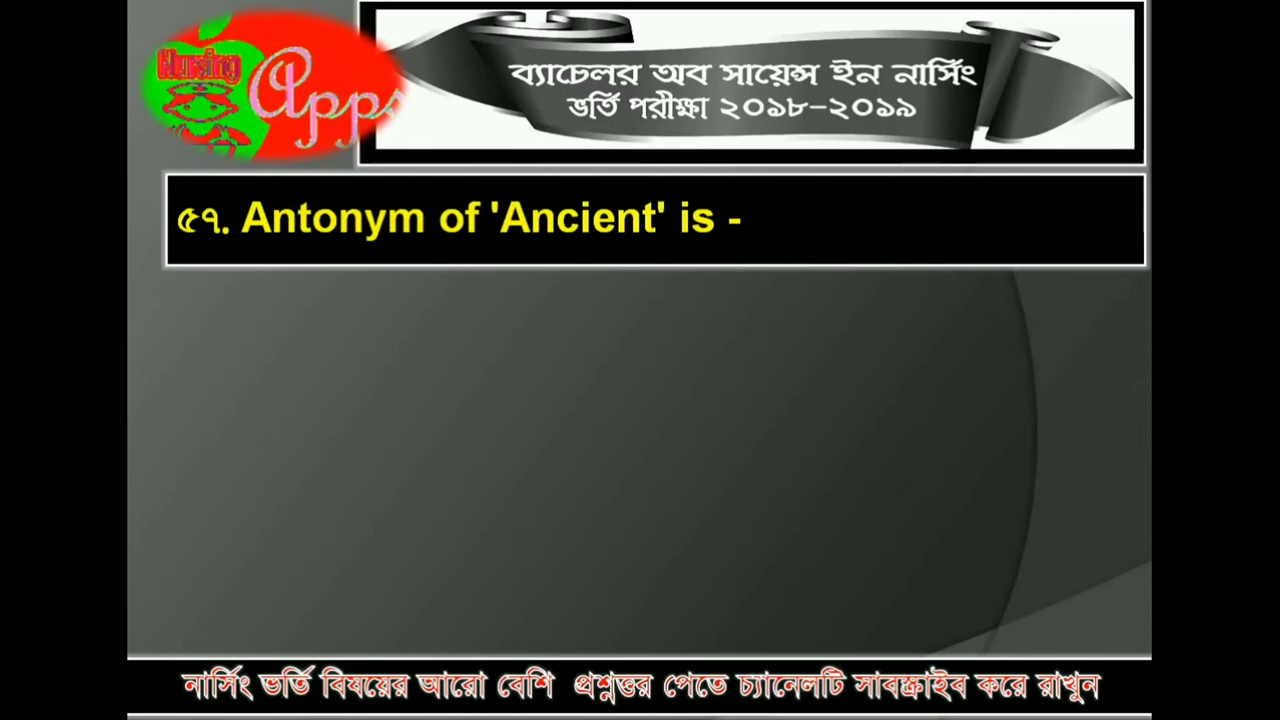 Nursing
Apps
ব্যাচেলর অব সায়েন্স ইন নার্সিং
ভর্তি পরীক্ষা ২০১৮-২০১৯
৫৭. Antonym of 'Ancient' is -
নার্সিং ভর্তি বিষয়ের আরো বেশি প্রশ্নত্তর পেতে চ্যানেলটি সাবস্ক্রাইব করে রাখুন